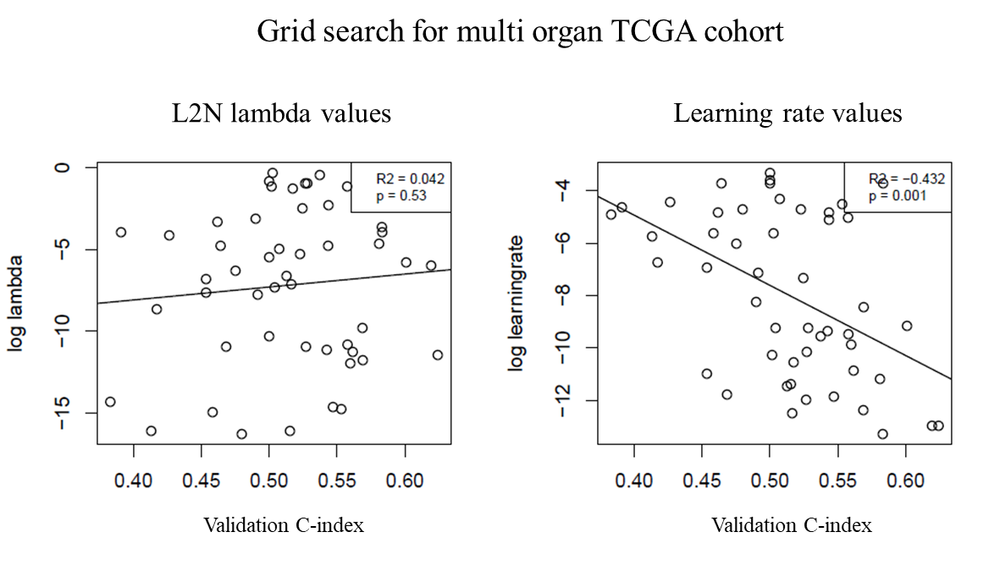 Grid search for multi organ TCGA cohort
L2N lambda values
R2 = 0.042
p = 0.53
log lambda
0
−5
−10
−15
0.40 0.45 0.50 0.55 0.60
Validation C-index
Learning rate values
R2 = −0.432
p = 0.001
log learningrate
−4
−6
−8
−10
−12
0.40 0.45 0.50 0.55 0.60
Validation C-index